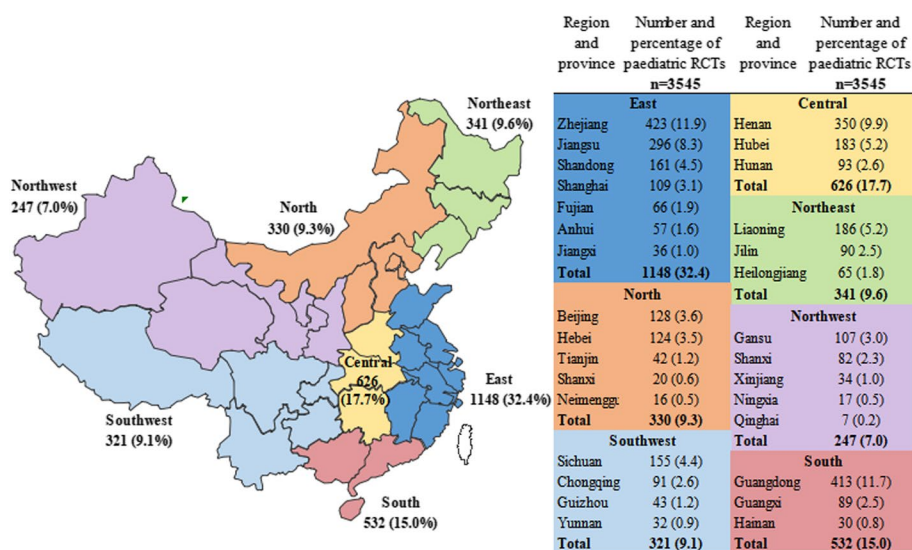 Northeast
341 (9.6%)
Northwest
247 (7.0%)
North
330 (9.3%)
Central
626
(17.7%)
East
1148 (32.4%)
Southwest
321 (9.1%)
South
532 (15.0%)
Region and province Number and percentage of paediatric RCTs n=3545 Region and province Number and percentage of paediatric RCTs n=3545
East
Zhejiang 423 (11.9)
Jiangsu 296 (8.3)
Shandong 161 (4.5)
Shanghai 109 (3.1)
Fujian 66 (1.9)
Anhui 57 (1.6)
Jiangxi 36 (1.0)
Total 1148 (32.4)
North
Beijing 128 (3.6)
Hebei 124 (3.5)
Tianjin 42 (1.2)
Shanxi 20 (0.6)
Neimenggu 16 (0.5)
Total 330 (9.3)
Southwest
Sichuan 155 (4.4)
Chongqing 91 (2.6)
Guizhou 43 (1.2)
Yunnan 32 (0.9)
Total 321 (9.1)
Central
Henan 350 (9.9)
Hubei 183 (5.2)
Hunan 93 (2.6)
Total 626 (17.7)
Northeast
Liaoning 186 (5.2)
Jilin 90 2.5)
Heilongjiang 65 (1.8)
Total 341 (9.6)
Northwest
Gansu 107 (3.0)
Shanxi 82 (2.3)
Xinjiang 34 (1.0)
Ningxia 17 (0.5)
Qinghai 7 (0.2)
Total 247 (7.0)
South
Guangdong 413 (11.7)
Guangxi 89 (2.5)
Hainan 30 (0.8)
Total 532 (15.0)